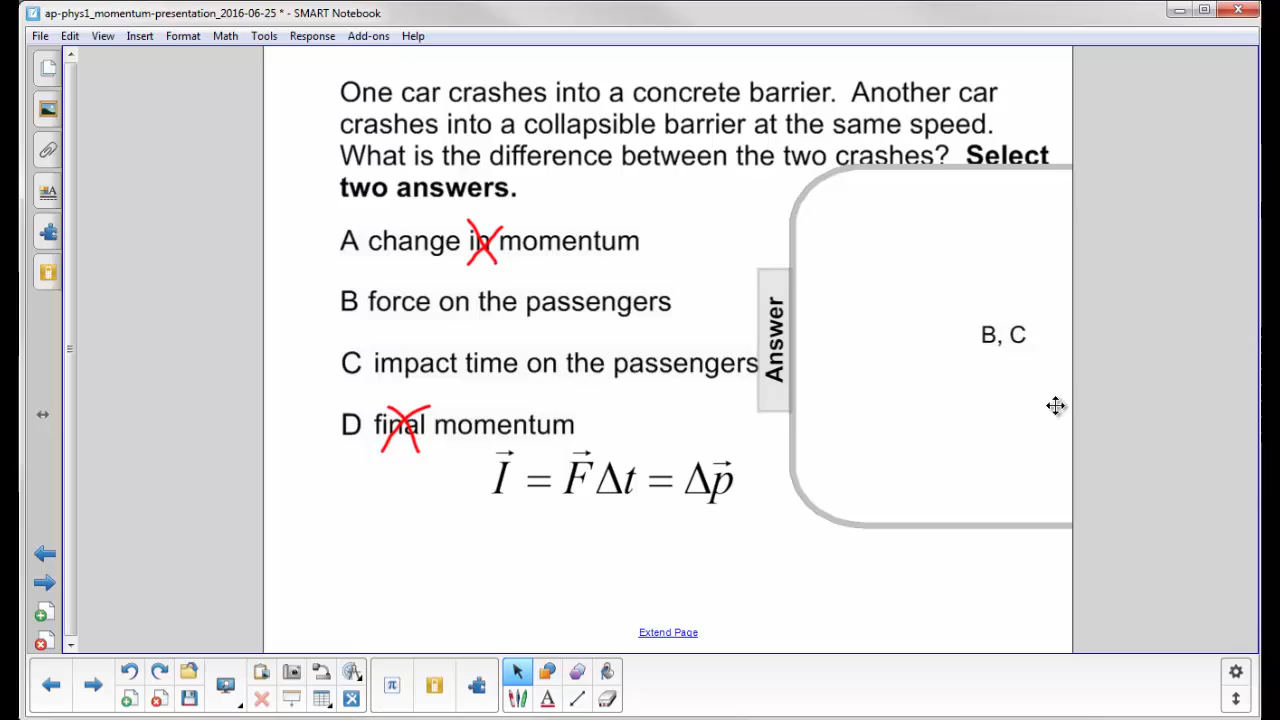 ap-phys1_momentum-presentation_2016-06-25 * - SMART Notebook
File Edit View Insert Format Math Tools Response Add-ons Help
One car crashes into a concrete barrier. Another car
crashes into a collapsible barrier at the same speed.
What is the difference between the two crashes? Select
two answers.
A change in momentum
B force on the passengers
C impact time on the passengers
D final momentum
I⃗ = F⃗Δt = Δp⃗
Answer
B, C
Extend Page